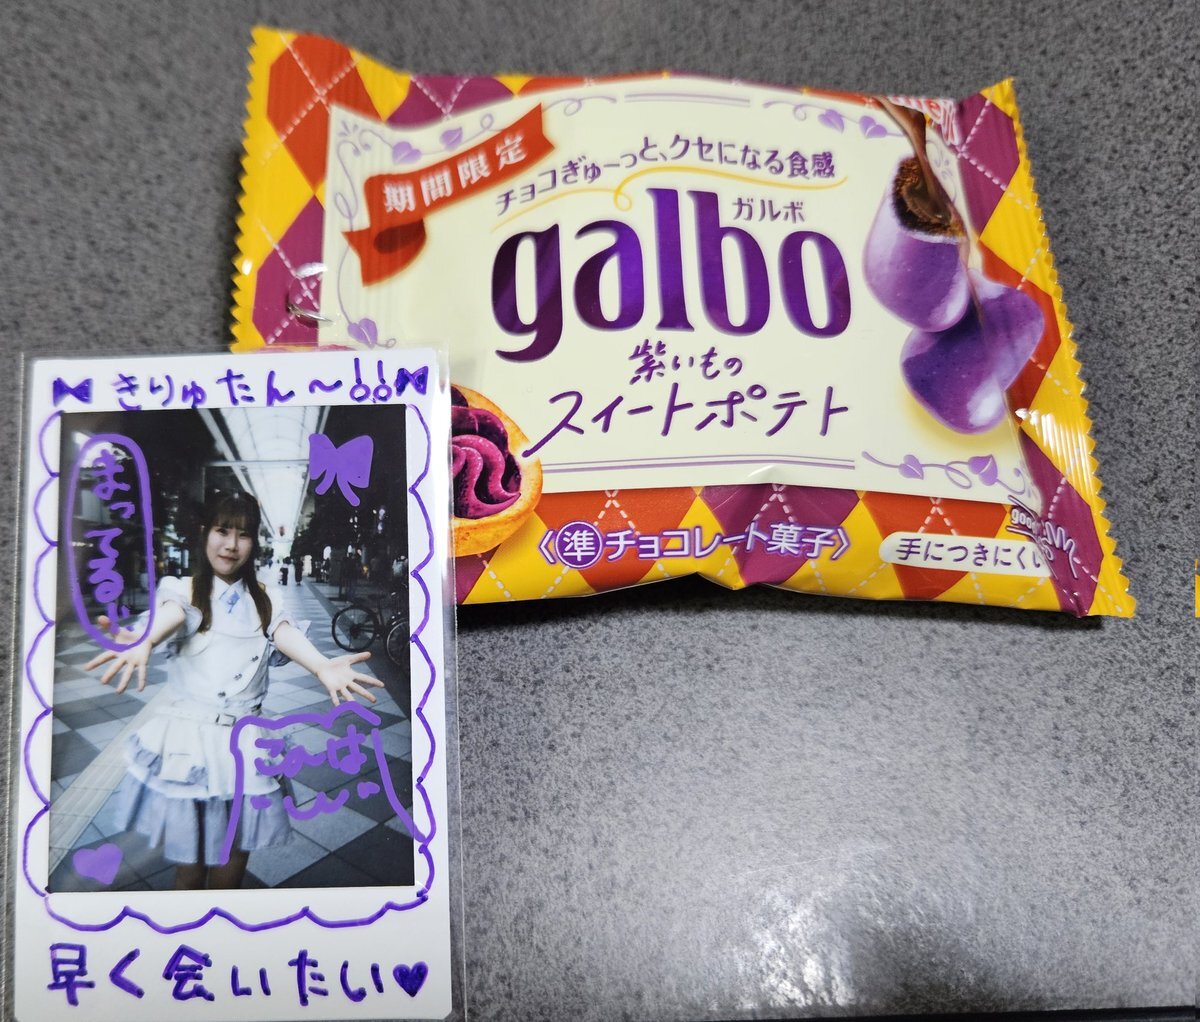 期間限定
チョコぎゅーっと、クセになる食感
ガルボ
galbo
紫いもの
スイートポテト
〈準チョコレート菓子〉
手につきにくい
きりゅたん〜!!
まってる
早く会いたい♥